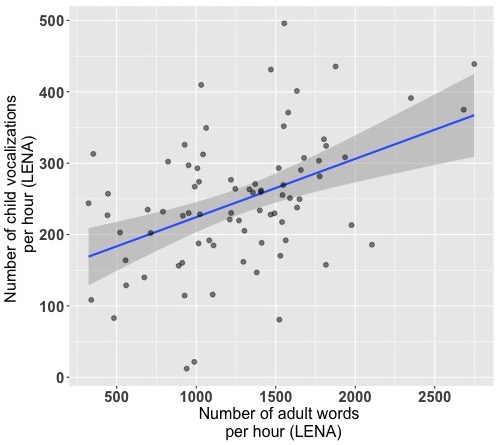 500
400
300
200
100
0
Number of child vocalizations
per hour (LENA)
500 1000 1500 2000 2500
Number of adult words
per hour (LENA)